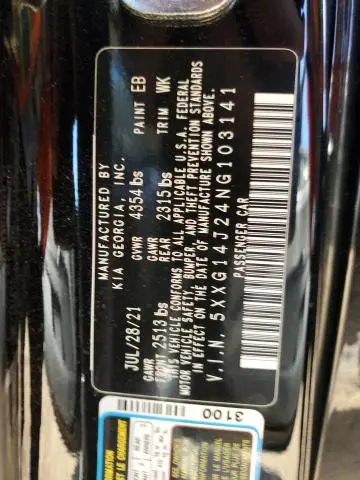 MANUFACTURED BY
KIA GEORGIA, INC.
PAINT EB
JUL/28/21 GVWR 4354lbs TRIM WK
GAWR FRONT 2513 lbs GAWR REAR 2315 lbs
THIS VEHICLE CONFORMS TO ALL APPLICABLE U.S.A. FEDERAL
MOTOR VEHICLE SAFETY, BUMPER, AND THEFT PREVENTION STANDARDS
IN EFFECT ON THE DATE OF MANUFACTURE SHOWN ABOVE.
V.I.N. 5XXG14J24NG103141
PASSENGER CAR
3100